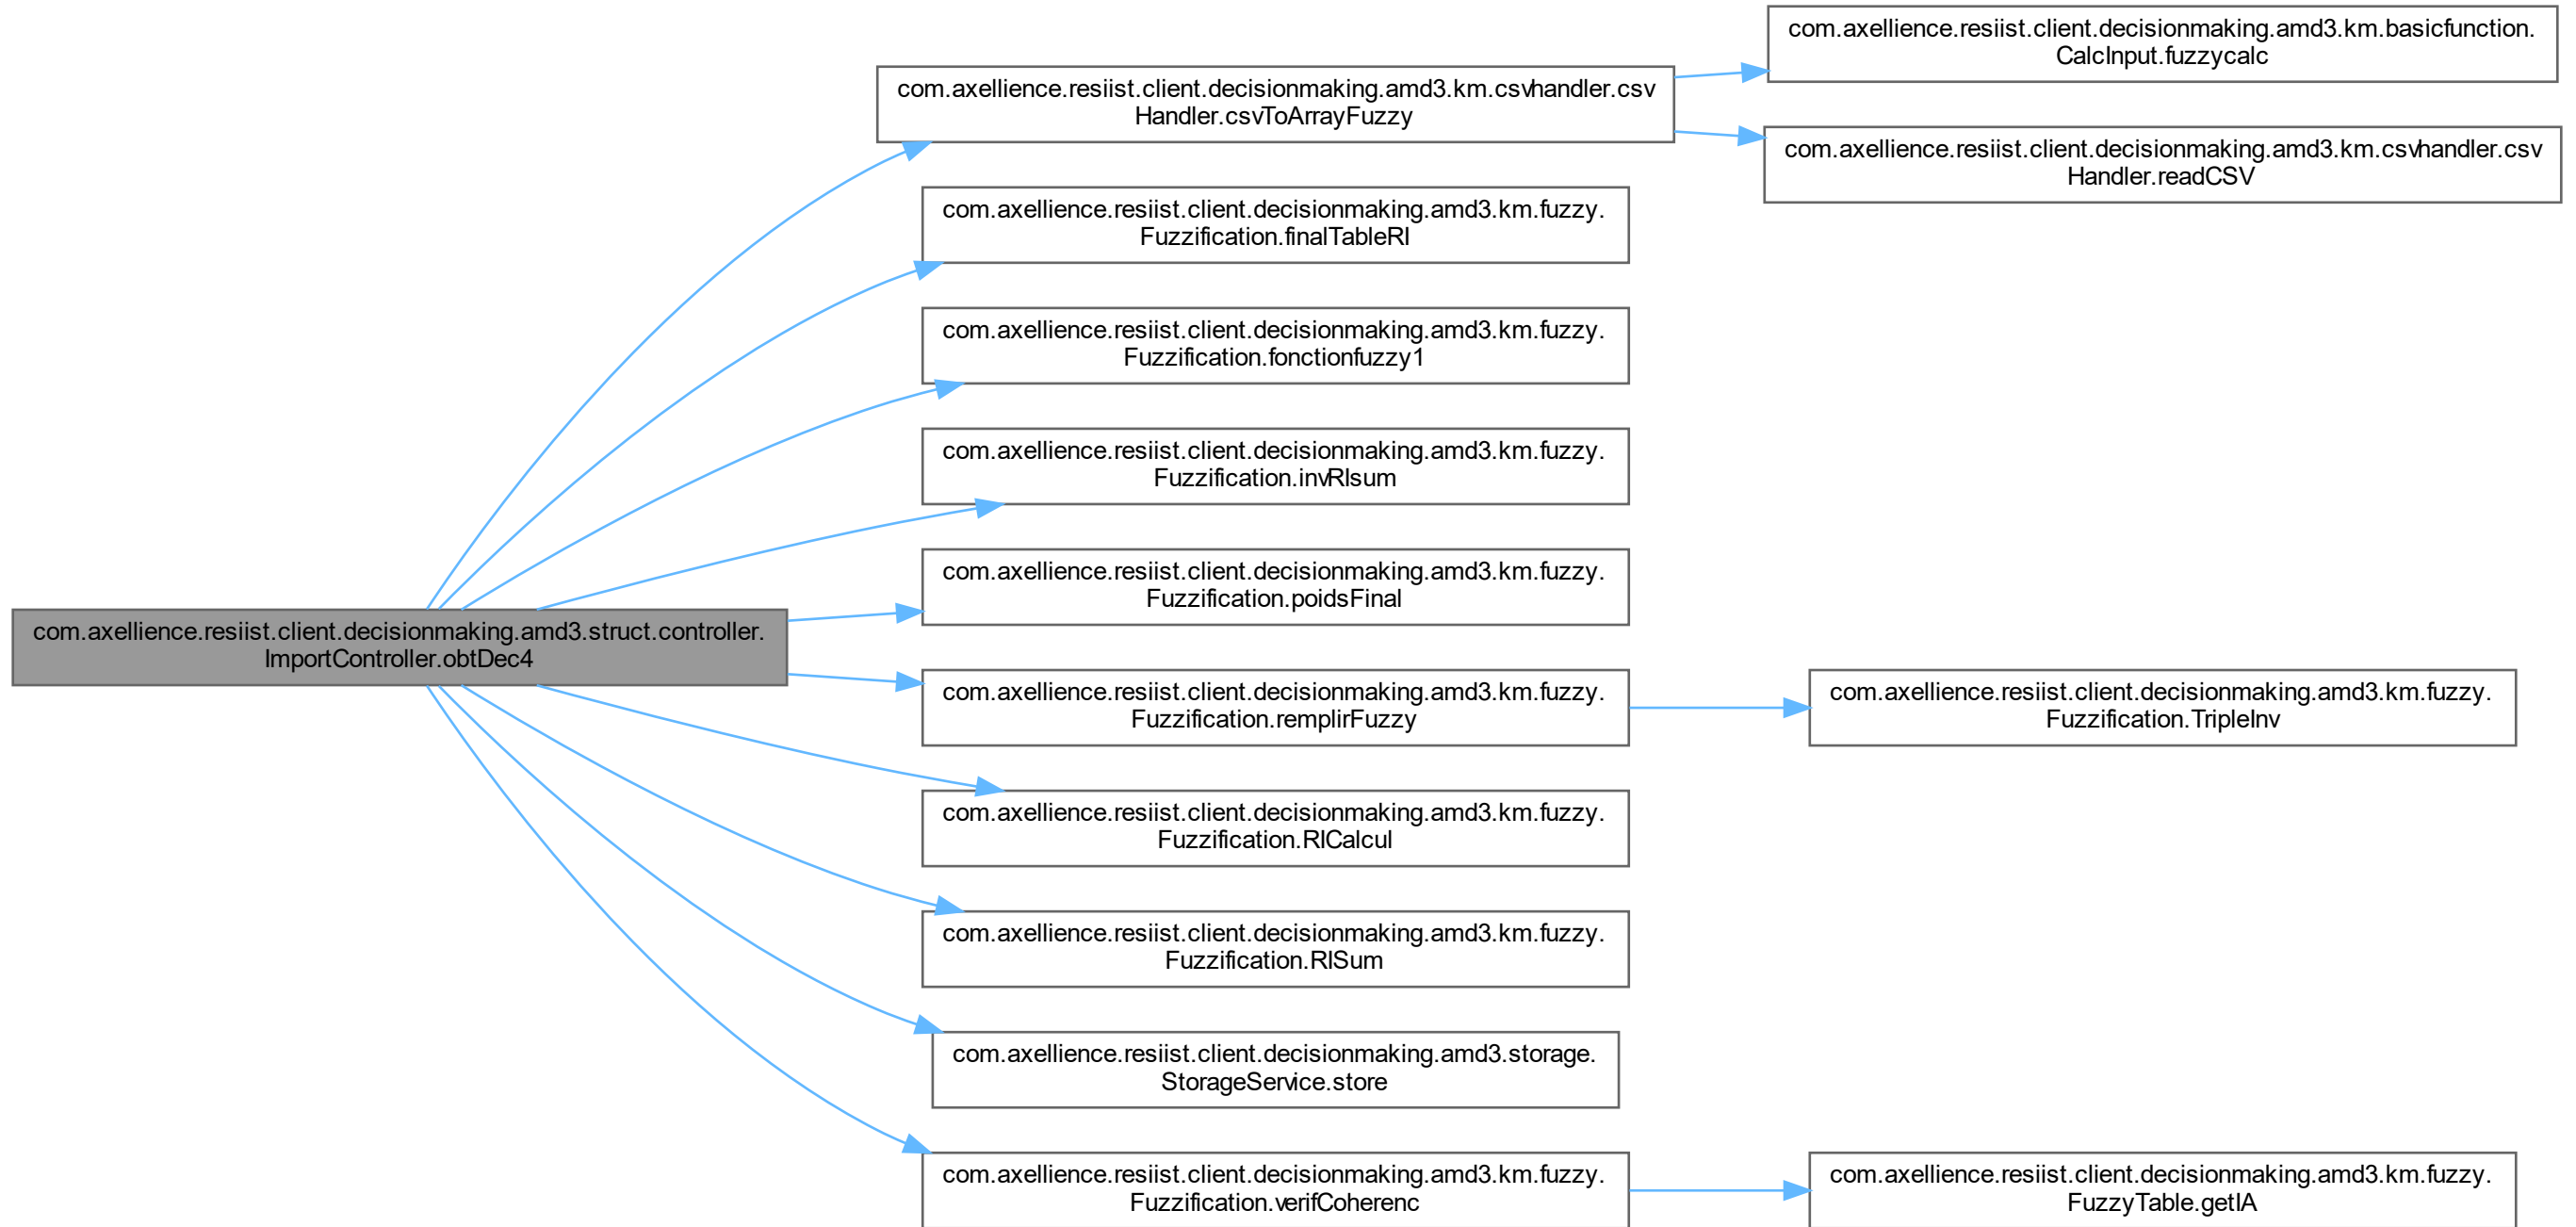 com.axellience.resiist.client.decisionmaking.amd3.struct.controller.
ImportController.obtDec4
com.axellience.resiist.client.decisionmaking.amd3.km.csvhandler.csv
Handler.csvToArrayFuzzy
com.axellience.resiist.client.decisionmaking.amd3.km.basicfunction.
CalcInput.fuzzycalc
com.axellience.resiist.client.decisionmaking.amd3.km.csvhandler.csv
Handler.readCSV
com.axellience.resiist.client.decisionmaking.amd3.km.fuzzy.
Fuzzification.finalTableRI
com.axellience.resiist.client.decisionmaking.amd3.km.fuzzy.
Fuzzification.fonctionfuzzy1
com.axellience.resiist.client.decisionmaking.amd3.km.fuzzy.
Fuzzification.invRIsum
com.axellience.resiist.client.decisionmaking.amd3.km.fuzzy.
Fuzzification.poidsFinal
com.axellience.resiist.client.decisionmaking.amd3.km.fuzzy.
Fuzzification.remplirFuzzy
com.axellience.resiist.client.decisionmaking.amd3.km.fuzzy.
Fuzzification.TripleInv
com.axellience.resiist.client.decisionmaking.amd3.km.fuzzy.
Fuzzification.RICalcul
com.axellience.resiist.client.decisionmaking.amd3.km.fuzzy.
Fuzzification.RISum
com.axellience.resiist.client.decisionmaking.amd3.storage.
StorageService.store
com.axellience.resiist.client.decisionmaking.amd3.km.fuzzy.
Fuzzification.verifCoherenc
com.axellience.resiist.client.decisionmaking.amd3.km.fuzzy.
FuzzyTable.getIA